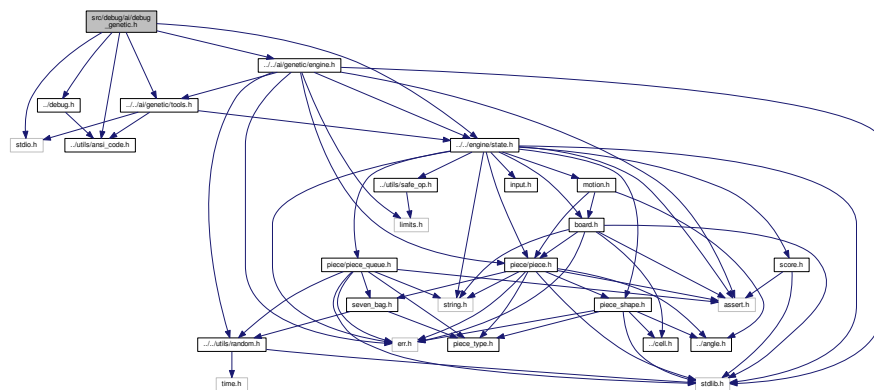 src/debug/ai/debug
_genetic.h
../../ai/genetic/engine.h
../debug.h
../../ai/genetic/tools.h
stdio.h
../utils/ansi_code.h
../../engine/state.h
../utils/safe_op.h
input.h
motion.h
limits.h
board.h
piece/piece_queue.h
piece/piece.h
score.h
seven_bag.h
string.h
piece_shape.h
assert.h
../../utils/random.h
err.h
piece_type.h
../cell.h
../angle.h
time.h
stdlib.h